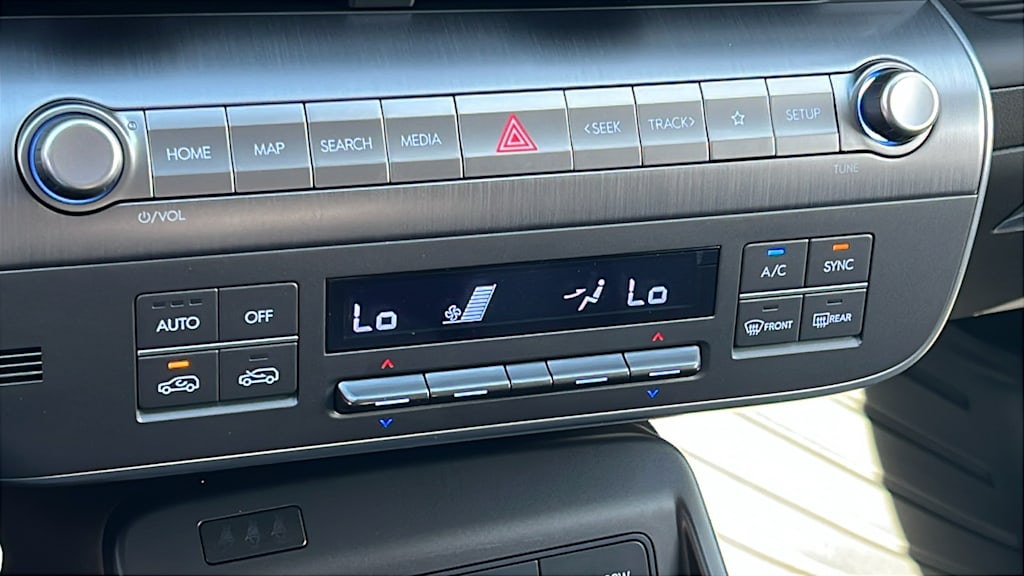 HOME MAP SEARCH MEDIA <SEEK TRACK> SETUP
⏻/VOL
TUNE
AUTO OFF
Lo Lo
A/C SYNC
FRONT REAR